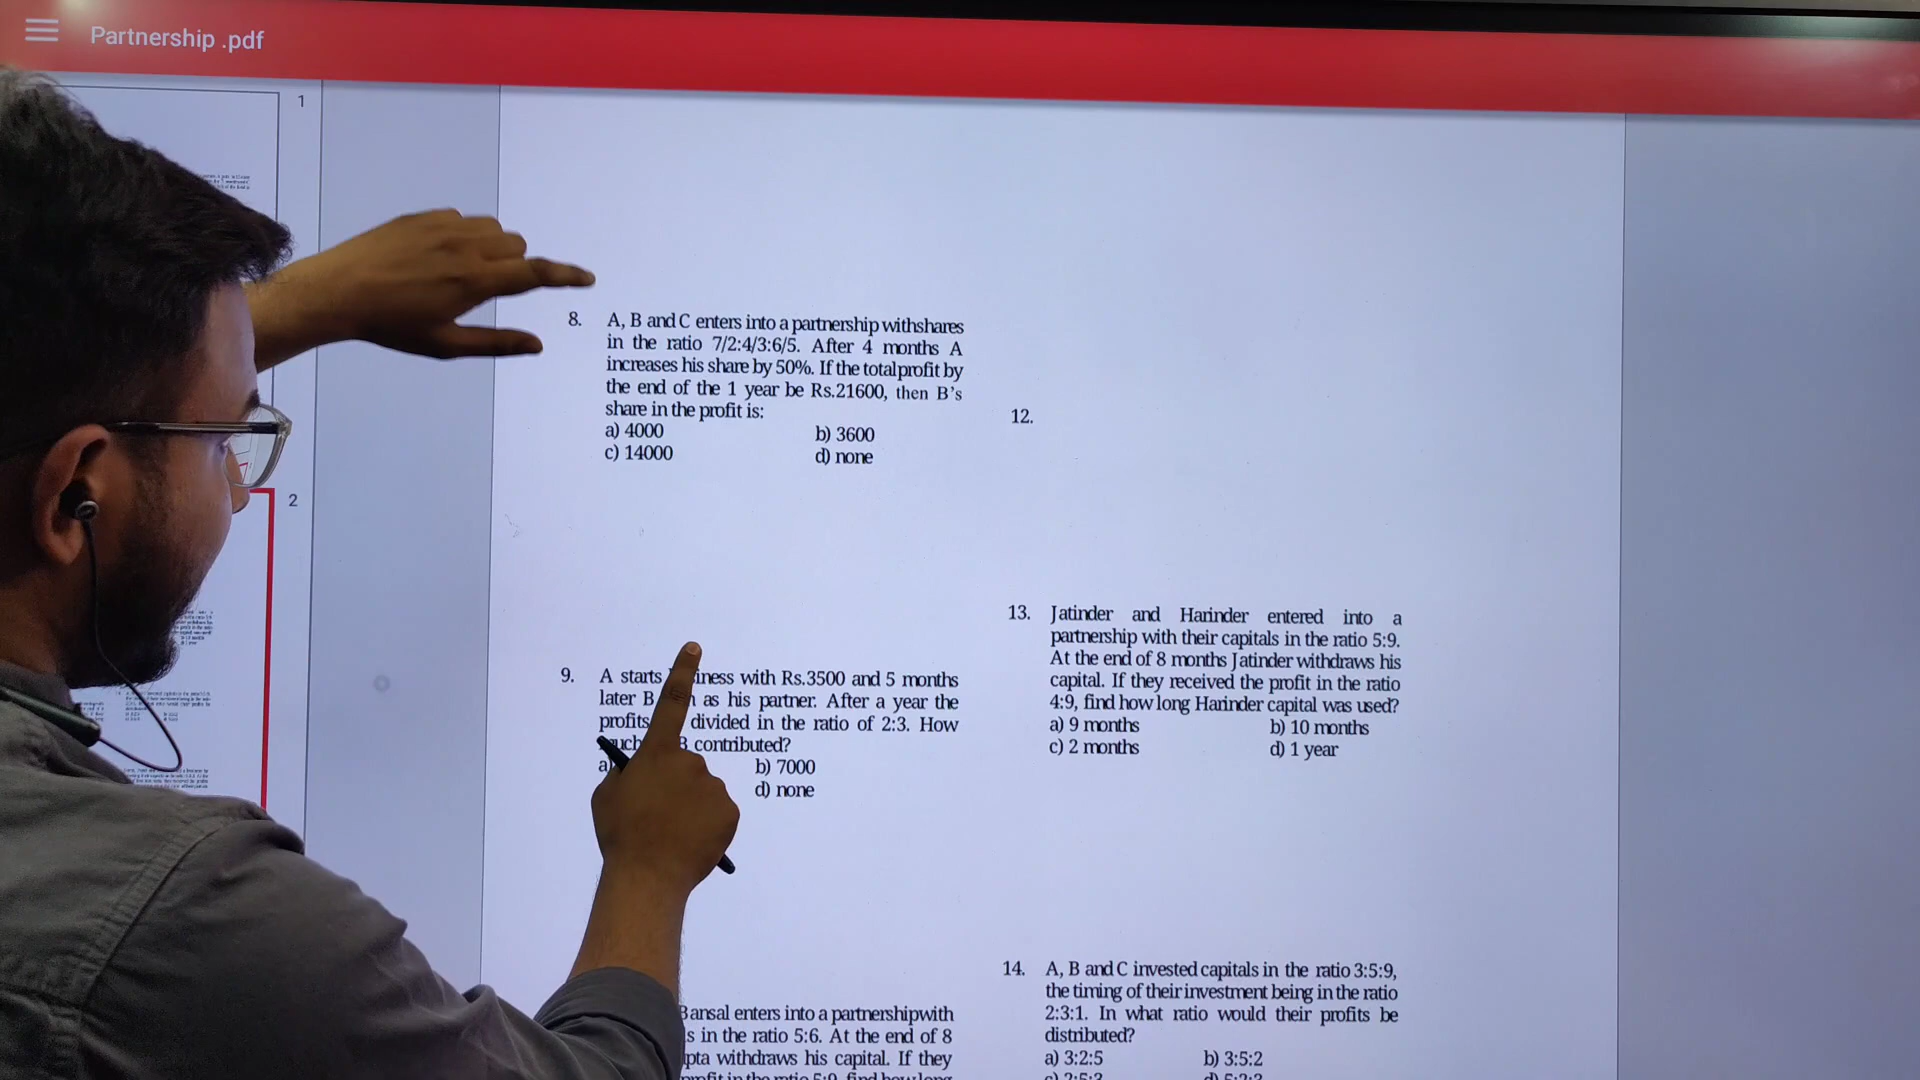 Partnership .pdf
1
2
8. A, B and C enters into a partnership withshares
in the ratio 7/2:4/3:6/5. After 4 months A
increases his share by 50%. If the totalprofit by
the end of the 1 year be Rs.21600, then B's
share in the profit is:
a) 4000 b) 3600
c) 14000 d) none
9. A starts iness with Rs.3500 and 5 months
later B as his partner. After a year the
profits divided in the ratio of 2:3. How
contributed?
a) b) 7000
d) none
Bansal enters into a partnershipwith
s in the ratio 5:6. At the end of 8
pta withdraws his capital. If they
12.
13. Jatinder and Harinder entered into a
partnership with their capitals in the ratio 5:9.
At the end of 8 months Jatinder withdraws his
capital. If they received the profit in the ratio
4:9, find how long Harinder capital was used?
a) 9 months b) 10 months
c) 2 months d) 1 year
14. A, B and C invested capitals in the ratio 3:5:9,
the timing of their investment being in the ratio
2:3:1. In what ratio would their profits be
distributed?
a) 3:2:5 b) 3:5:2